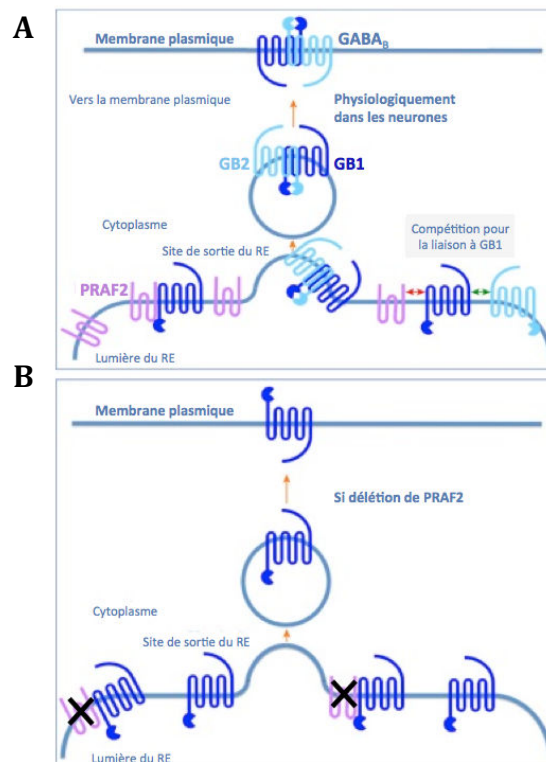 A
Membrane plasmique
GABA_B
Vers la membrane plasmique
Physiologiquement
dans les neurones
GB2
GB1
Cytoplasme
Site de sortie du RE
Compétition pour
la liaison à GB1
PRAF2
Lumière du RE
B
Membrane plasmique
Si délétion de PRAF2
Cytoplasme
Site de sortie du RE
Lumière du RE